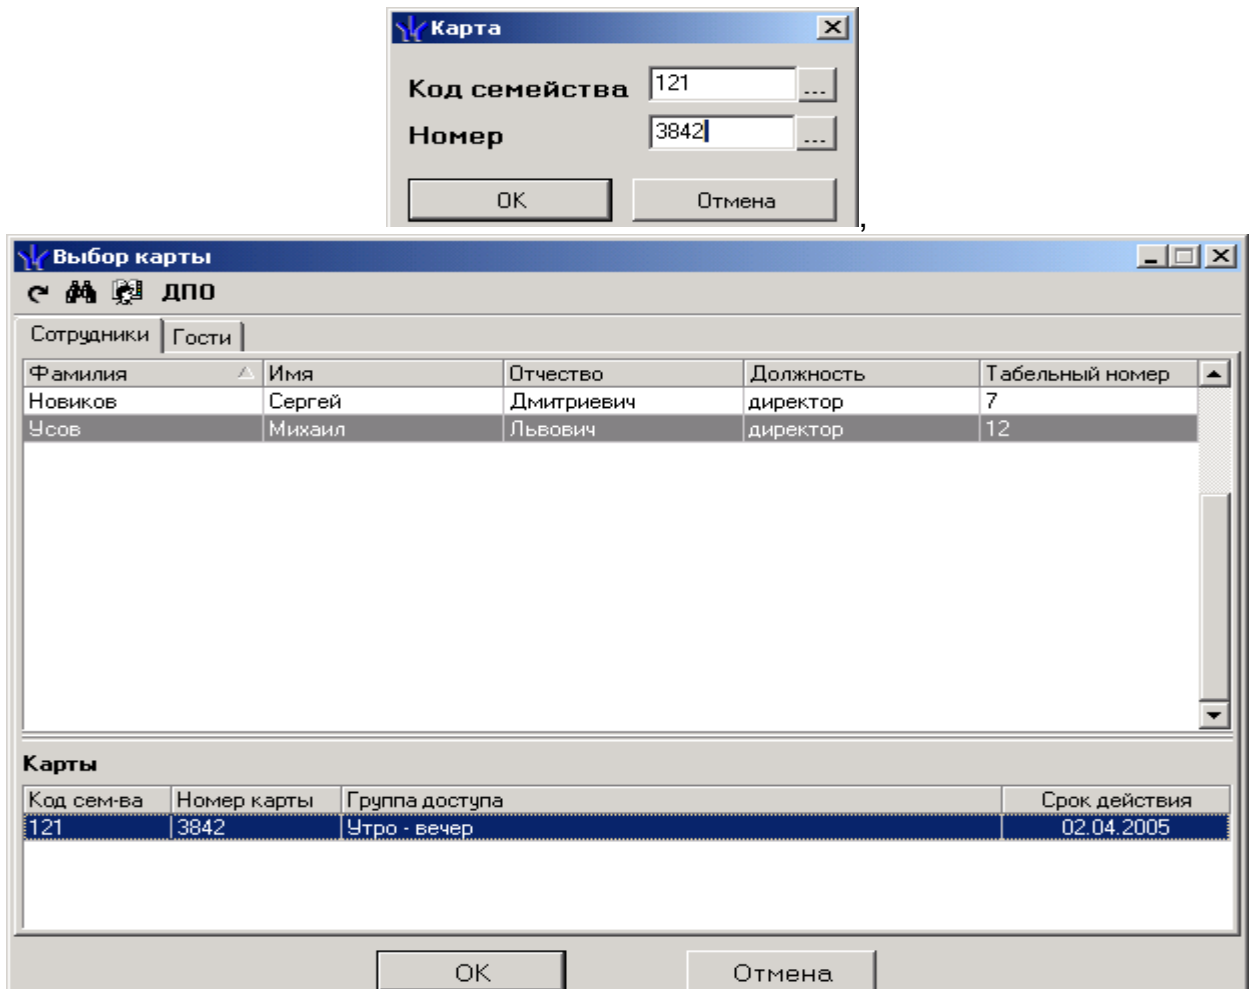 Карта
Код семейства 121 ...
Номер 3842 ...
OK Отмена
,
Выбор карты
ДПО
Сотрудники Гости
Фамилия Имя Отчество Должность Табельный номер
Новиков Сергей Дмитриевич директор 7
Усов Михаил Львович директор 12
Карты
Код сем-ва Номер карты Группа доступа Срок действия
121 3842 Утро - вечер 02.04.2005
OK Отмена